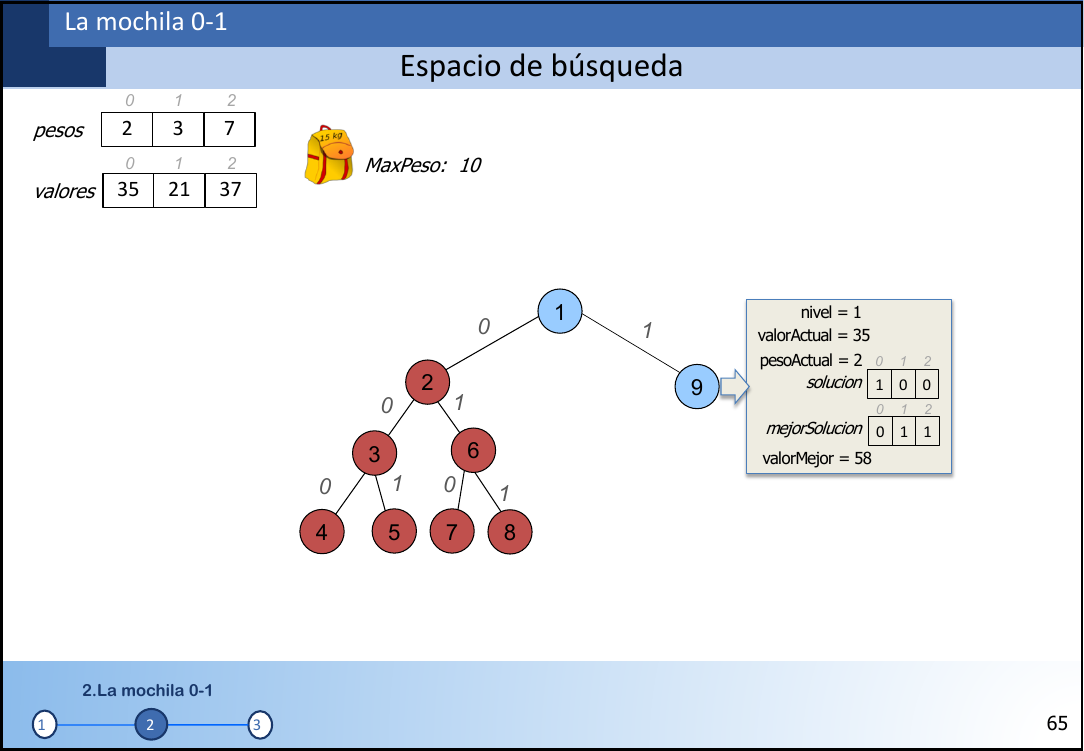 La mochila 0-1
Espacio de búsqueda
0 1 2
pesos 2 3 7
0 1 2
valores 35 21 37
15 kg
MaxPeso: 10
1
0 1
2
9
0 1
3 6
0 1 0 1
4 5 7 8
nivel = 1
valorActual = 35
pesoActual = 2
0 1 2
solucion 1 0 0
0 1 2
mejorSolucion 0 1 1
valorMejor = 58
2.La mochila 0-1
1 2 3
65